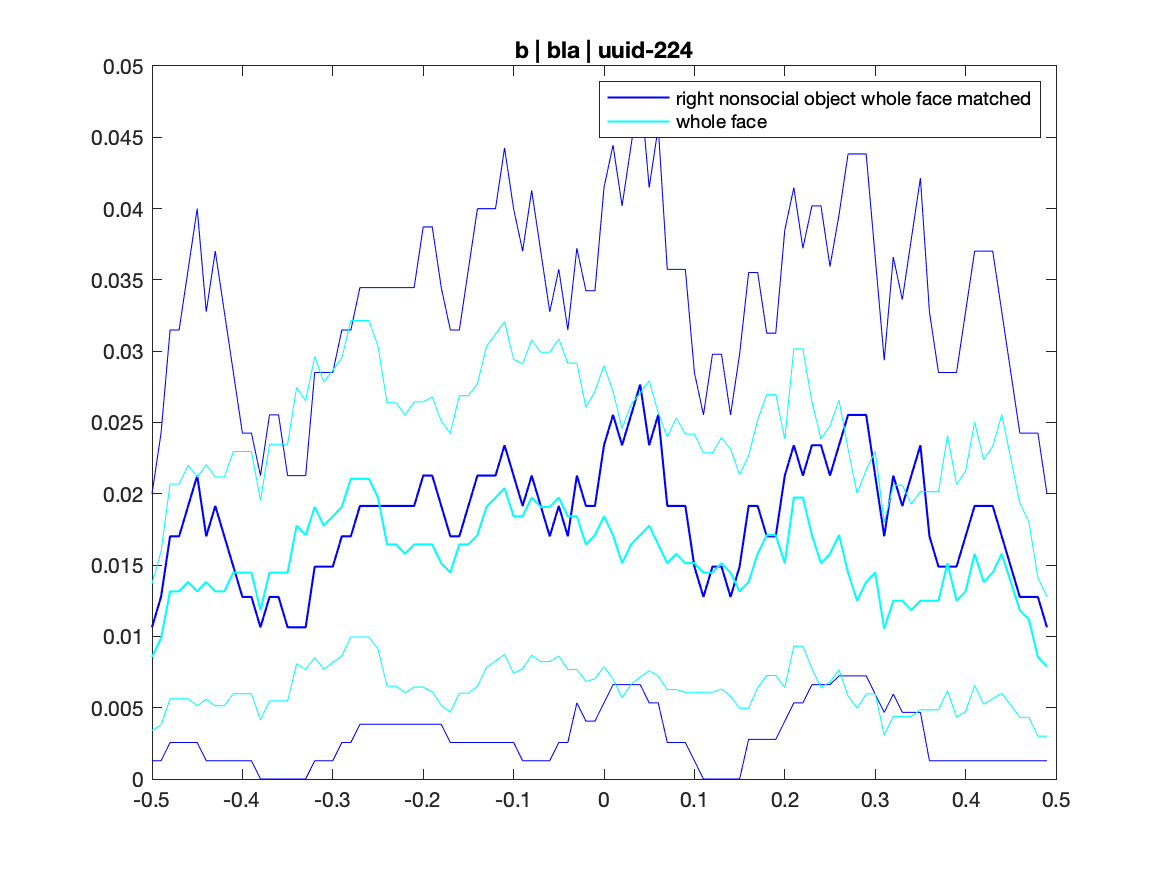 b | bla | uuid-224
right nonsocial object whole face matched
whole face
0.05
0.045
0.04
0.035
0.03
0.025
0.02
0.015
0.01
0.005
0
-0.5 -0.4 -0.3 -0.2 -0.1 0 0.1 0.2 0.3 0.4 0.5